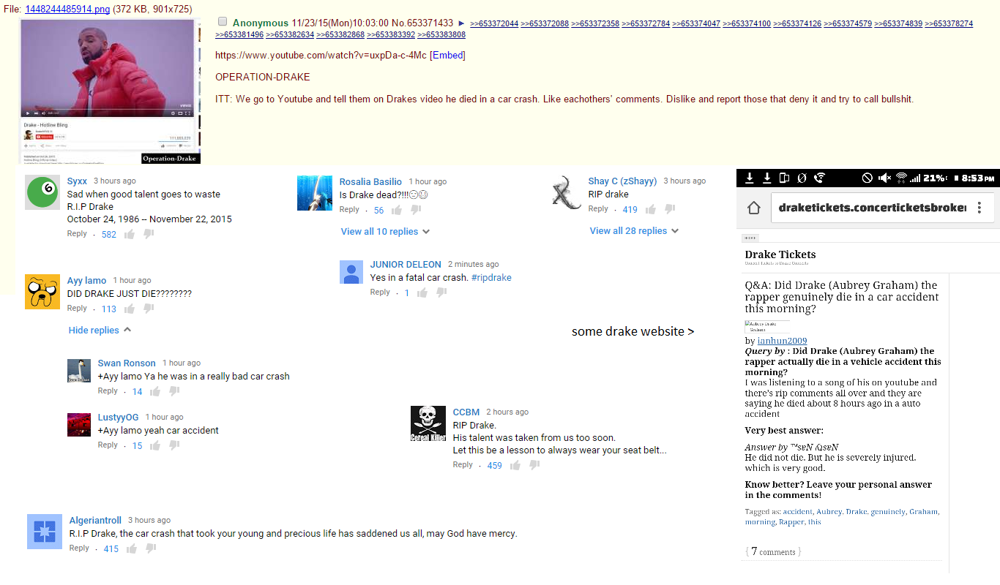 File: 1448244485914.png (372 KB, 901x725)
Anonymous 11/23/15(Mon)10:03:00 No.653371433 ► >>653372044 >>653372088 >>653372358 >>653372784 >>653374047 >>653374100 >>653374126 >>653374579 >>653374839 >>653378274
>>653381496 >>653382634 >>653382868 >>653383392 >>653383808
https://www.youtube.com/watch?v=uxpDa-c-4Mc [Embed]
OPERATION-DRAKE
ITT: We go to Youtube and tell them on Drakes video he died in a car crash. Like eachothers' comments. Dislike and report those that deny it and try to call bullshit.
vevo
Drake - Hotline Bling
Operation-Drake
Syxx 3 hours ago
Sad when good talent goes to waste
R.I.P Drake
October 24, 1986 -- November 22, 2015
Reply · 582
Ayy lamo 1 hour ago
DID DRAKE JUST DIE????????
Reply · 113
Hide replies
Swan Ronson 1 hour ago
+Ayy lamo Ya he was in a really bad car crash
Reply · 14
LustyyOG 1 hour ago
+Ayy lamo yeah car accident
Reply · 15
Rosalia Basilio 1 hour ago
Is Drake dead?!!!
Reply · 56
View all 10 replies
JUNIOR DELEON 2 minutes ago
Yes in a fatal car crash. #ripdrake
Reply · 1
Shay C (zShayy) 3 hours ago
RIP drake
Reply · 419
View all 28 replies
some drake website >
CCBM 2 hours ago
RIP Drake.
His talent was taken from us too soon.
Let this be a lesson to always wear your seat belt...
Reply · 459
Cereal Killer
Algeriantroll 3 hours ago
R.I.P Drake, the car crash that took your young and precious life has saddened us all, may God have mercy.
Reply · 415
21% 8:53PM
draketickets.concerticketsbroker
HOME
Drake Tickets
Concert Tickets to Drake Concerts
Q&A: Did Drake (Aubrey Graham) the
rapper genuinely die in a car accident
this morning?
Aubrey Drake
Graham
by ianhun2009
Query by : Did Drake (Aubrey Graham) the
rapper actually die in a vehicle accident this
morning?
I was listening to a song of his on youtube and
there's rip comments all over and they are
saying he died about 8 hours ago in a auto
accident
Very best answer:
Answer by
He did not die. But he is severely injured.
which is very good.
Know better? Leave your personal answer
in the comments!
Tagged as: accident, Aubrey, Drake. genuinely, Graham,
morning, Rapper, this
{ 7 comments }